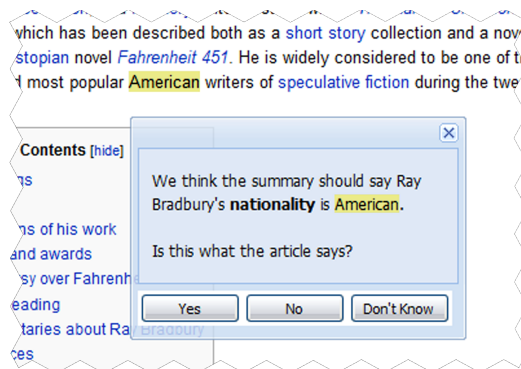 which has been described both as a short story collection and a nov
stopian novel Fahrenheit 451. He is widely considered to be one of
most popular American writers of speculative fiction during the twe
Contents [hide]
We think the summary should say Ray
Bradbury's nationality is American.
Is this what the article says?
ns of his work
and awards
sy over Fahrenhe
Yes No Don't Know
eading
taries about Ray Bradbury
ces